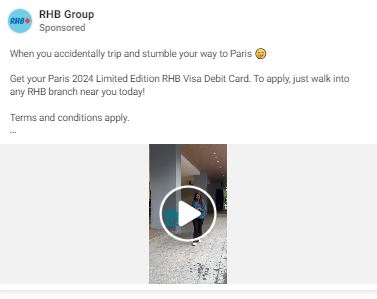 RHB
RHB Group
Sponsored
When you accidentally trip and stumble your way to Paris 😄
Get your Paris 2024 Limited Edition RHB Visa Debit Card. To apply, just walk into
any RHB branch near you today!
Terms and conditions apply.
...